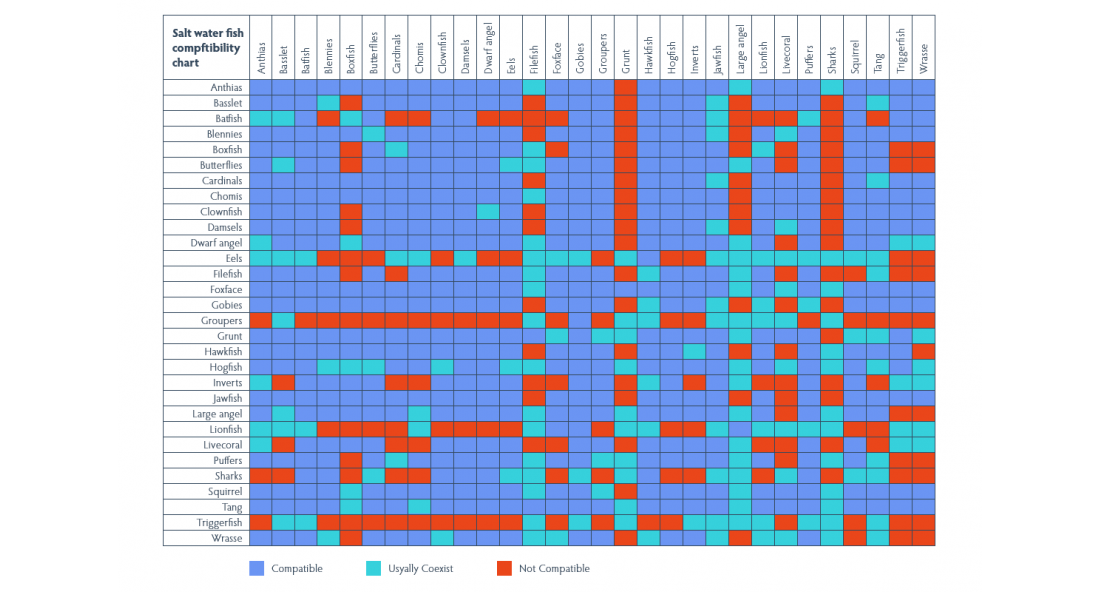 Salt water fish
compftibility
chart
Anthias
Basslet
Batfish
Blennies
Boxfish
Butterflies
Cardinals
Chomis
Clownfish
Damsels
Dwarf angel
Eels
Filefish
Foxface
Gobies
Groupers
Grunt
Hawkfish
Hogfish
Inverts
Jawfish
Large angel
Lionfish
Livecoral
Puffers
Sharks
Squirrel
Tang
Triggerfish
Wrasse
Anthias
Basslet
Batfish
Blennies
Boxfish
Butterflies
Cardinals
Chomis
Clownfish
Damsels
Dwarf angel
Eels
Filefish
Foxface
Gobies
Groupers
Grunt
Hawkfish
Hogfish
Inverts
Jawfish
Large angel
Lionfish
Livecoral
Puffers
Sharks
Squirrel
Tang
Triggerfish
Wrasse
Compatible
Usyally Coexist
Not Compatible